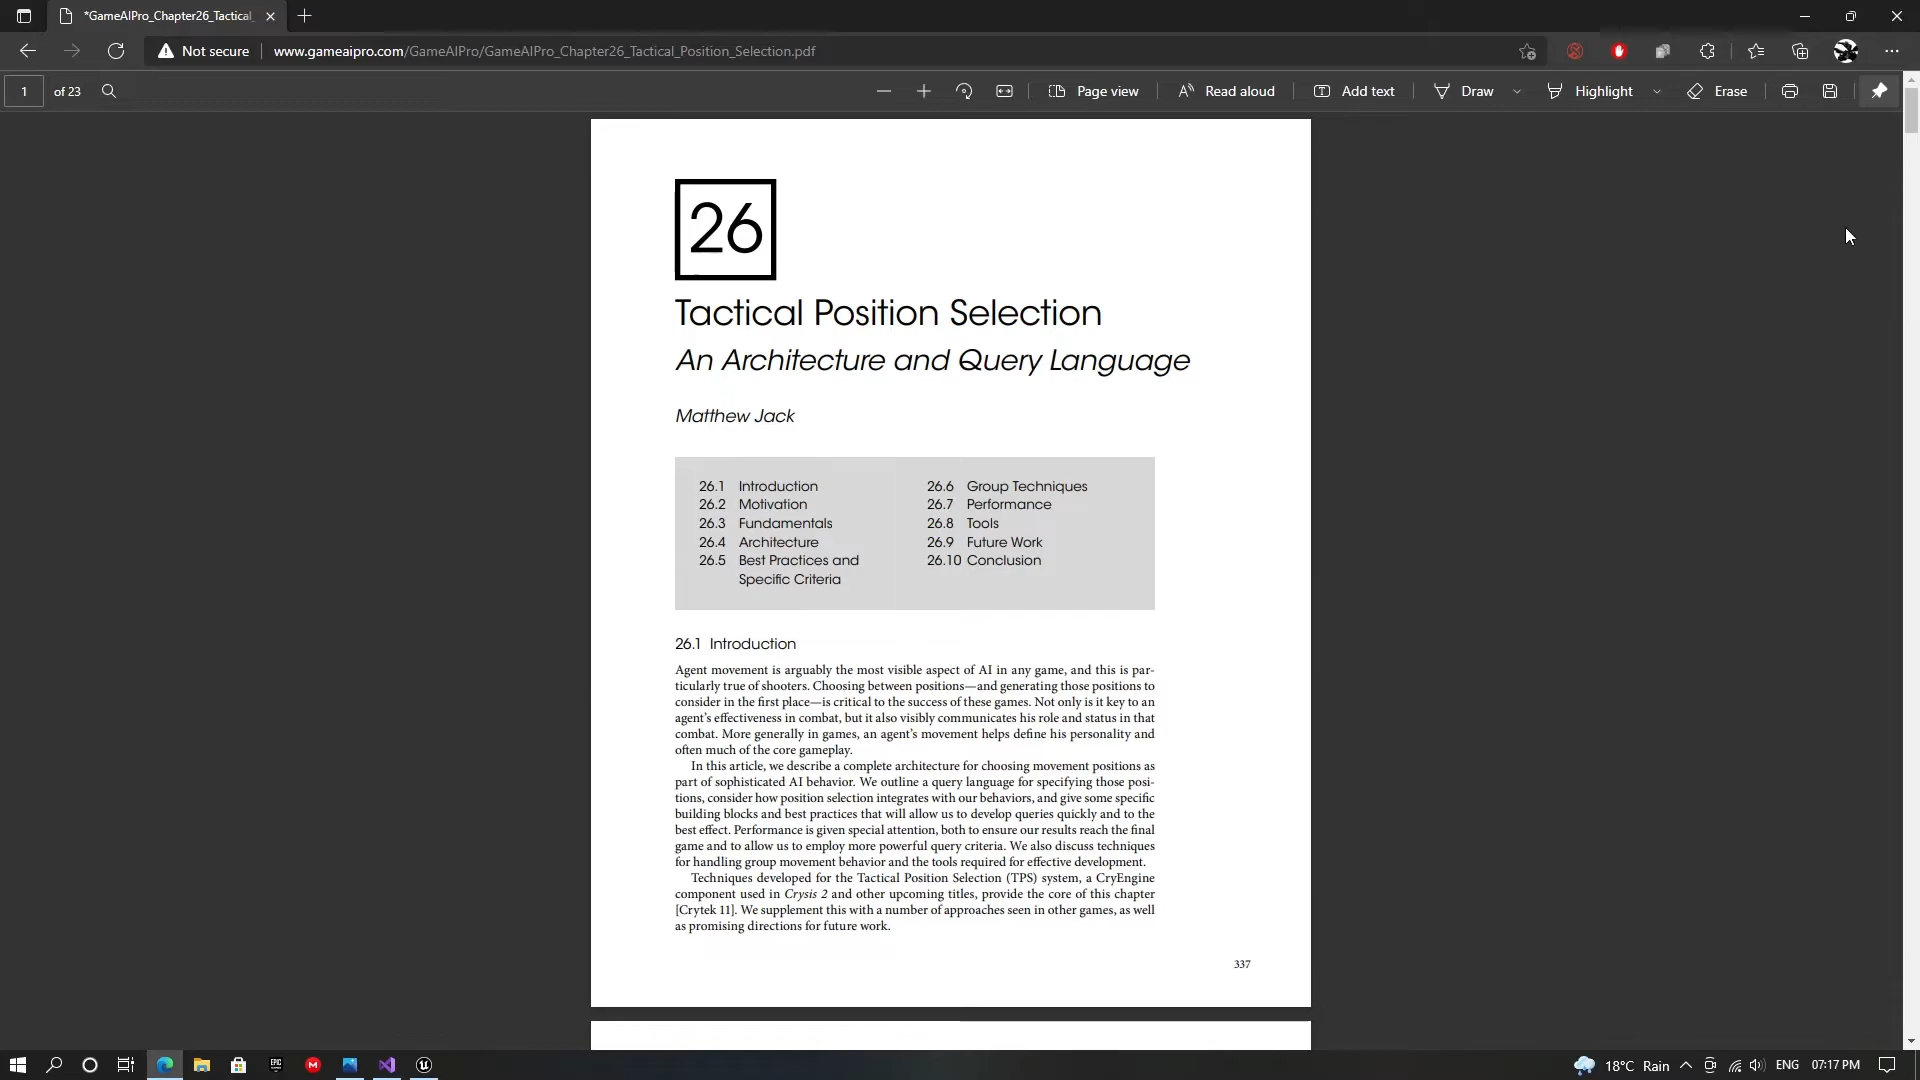 *GameAIPro_Chapter26_Tactical_
Not secure
www.gameaipro.com/GameAIPro/GameAIPro_Chapter26_Tactical_Position_Selection.pdf
1 of 23
Page view
Read aloud
Add text
Draw
Highlight
Erase
26
Tactical Position Selection
An Architecture and Query Language
Matthew Jack
26.1 Introduction
26.2 Motivation
26.3 Fundamentals
26.4 Architecture
26.5 Best Practices and
Specific Criteria
26.6 Group Techniques
26.7 Performance
26.8 Tools
26.9 Future Work
26.10 Conclusion
26.1 Introduction
Agent movement is arguably the most visible aspect of AI in any game, and this is par-
ticularly true of shooters. Choosing between positions—and generating those positions to
consider in the first place—is critical to the success of these games. Not only is it key to an
agent's effectiveness in combat, but it also visibly communicates his role and status in that
combat. More generally in games, an agent's movement helps define his personality and
often much of the core gameplay.
In this article, we describe a complete architecture for choosing movement positions as
part of sophisticated AI behavior. We outline a query language for specifying those posi-
tions, consider how position selection integrates with our behaviors, and give some specific
building blocks and best practices that will allow us to develop queries quickly and to the
best effect. Performance is given special attention, both to ensure our results reach the final
game and to allow us to employ more powerful query criteria. We also discuss techniques
for handling group movement behavior and the tools required for effective development.
Techniques developed for the Tactical Position Selection (TPS) system, a CryEngine
component used in Crysis 2 and other upcoming titles, provide the core of this chapter
[Crytek 11]. We supplement this with a number of approaches seen in other games, as well
as promising directions for future work.
337
EPIC
M
18°C Rain
ENG
07:17 PM